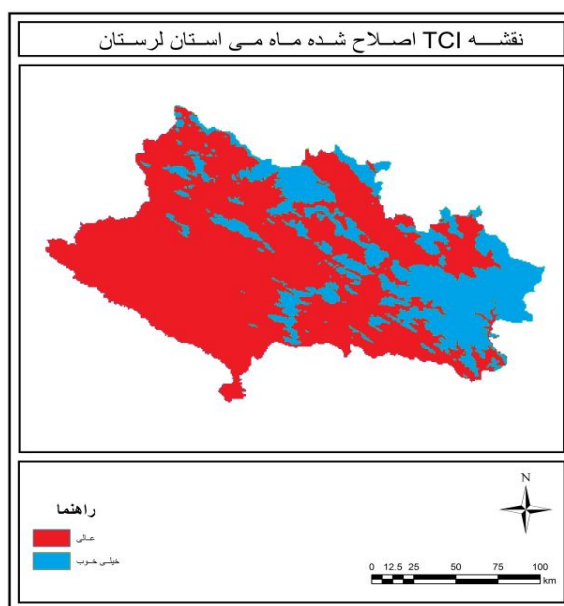 نقشه TCI اصلاح شده ماه می استان لرستان
N
راهنما
عالی
خیلی خوب
0 12.5 25 50 75 100
km